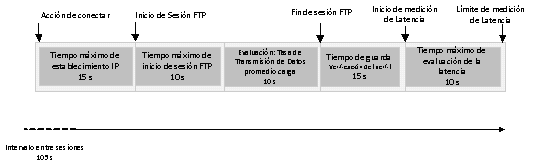 Acción de conectar
Inicio de Sesión FTP
Fin de sesión FTP
Inicio de medición
de Latencia
Límite de medición
de Latencia
Tiempo máximo de
establecimiento IP
15 s
Tiempo máximo de
inicio de sesión FTP
10 s
Evaluación: Tasa de
Transmisión de Datos
promedio carga
10 s
Tiempo de guarda
15 s
Tiempo máximo de
evaluación de la
latencia
10 s
Intervalo entre sesiones